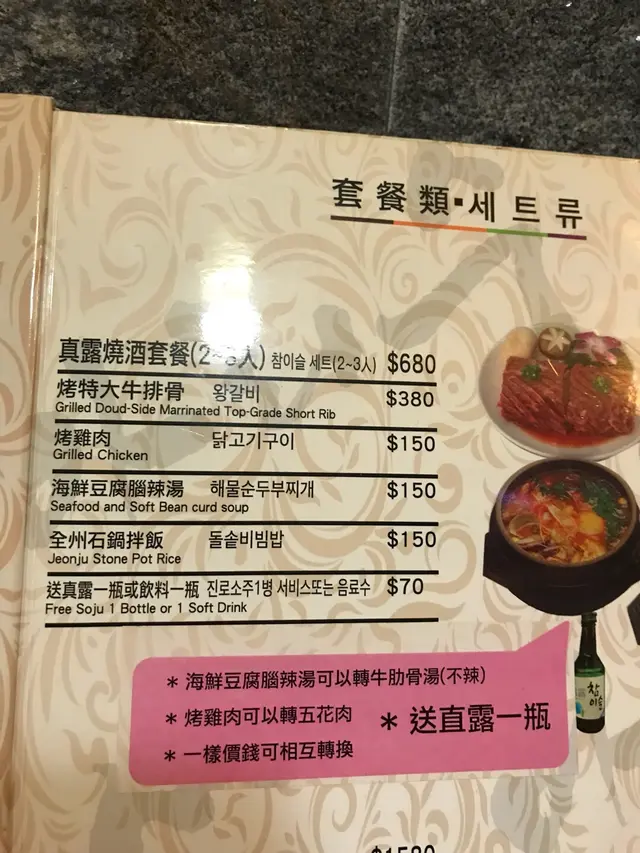 套餐類▪세트류
真露燒酒套餐(2~3人) 참이슬 세트(2~3人) $680
烤特大牛排骨 왕갈비 $380
Grilled Doud-Side Marrinated Top-Grade Short Rib
烤雞肉 닭고기구이 $150
Grilled Chicken
海鮮豆腐腦辣湯 해물순두부찌개 $150
Seafood and Soft Bean curd soup
全州石鍋拌飯 돌솥비빔밥 $150
Jeonju Stone Pot Rice
送真露一瓶或飲料一瓶 진로소주1병 서비스또는 음료수 $70
Free Soju 1 Bottle or 1 Soft Drink
* 海鮮豆腐腦辣湯可以轉牛肋骨湯(不辣)
* 烤雞肉可以轉五花肉
* 送直露一瓶
* 一樣價錢可相互轉換
참이슬